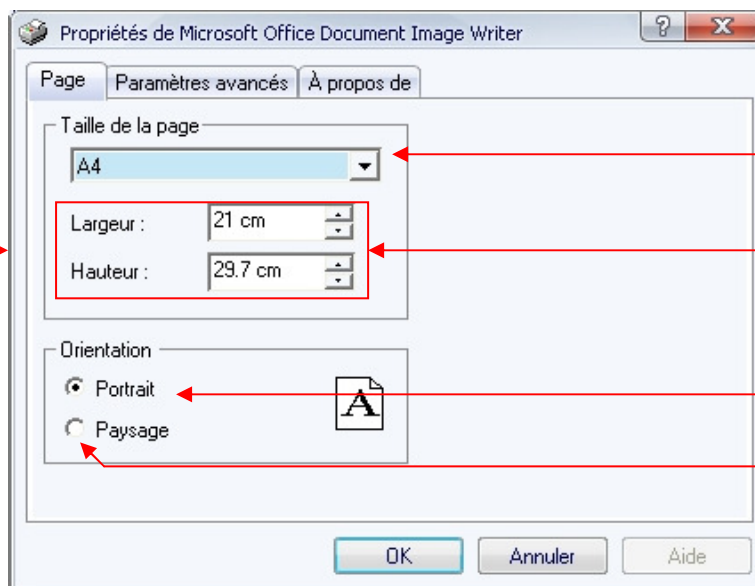 Propriétés de Microsoft Office Document Image Writer
Page Paramètres avancés À propos de
Taille de la page
A4
Largeur : 21 cm
Hauteur : 29.7 cm
Orientation
Portrait
A
Paysage
OK Annuler Aide